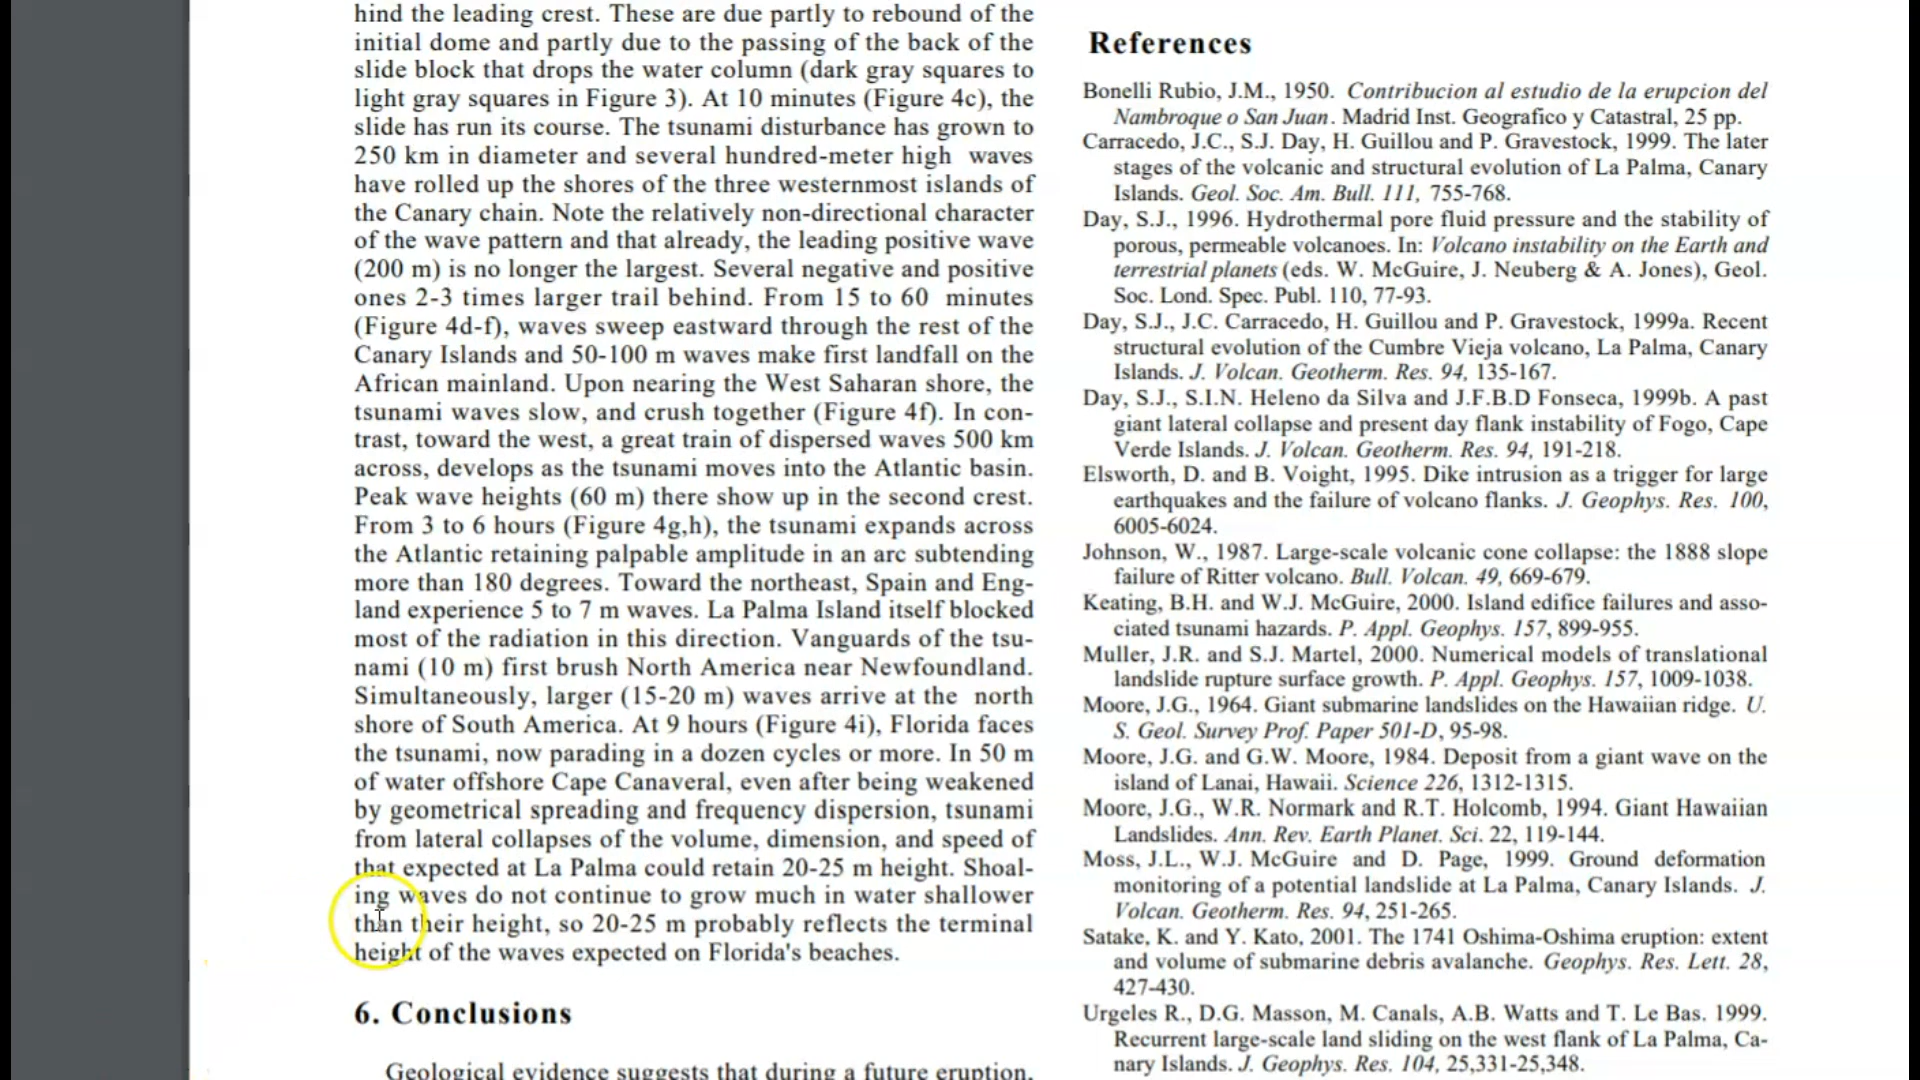 hind the leading crest. These are due partly to rebound of the
initial dome and partly due to the passing of the back of the
slide block that drops the water column (dark gray squares to
light gray squares in Figure 3). At 10 minutes (Figure 4c), the
slide has run its course. The tsunami disturbance has grown to
250 km in diameter and several hundred-meter high waves
have rolled up the shores of the three westernmost islands of
the Canary chain. Note the relatively non-directional character
of the wave pattern and that already, the leading positive wave
(200 m) is no longer the largest. Several negative and positive
ones 2-3 times larger trail behind. From 15 to 60 minutes
(Figure 4d-f), waves sweep eastward through the rest of the
Canary Islands and 50-100 m waves make first landfall on the
African mainland. Upon nearing the West Saharan shore, the
tsunami waves slow, and crush together (Figure 4f). In con-
trast, toward the west, a great train of dispersed waves 500 km
across, develops as the tsunami moves into the Atlantic basin.
Peak wave heights (60 m) there show up in the second crest.
From 3 to 6 hours (Figure 4g,h), the tsunami expands across
the Atlantic retaining palpable amplitude in an arc subtending
more than 180 degrees. Toward the northeast, Spain and Eng-
land experience 5 to 7 m waves. La Palma Island itself blocked
most of the radiation in this direction. Vanguards of the tsu-
nami (10 m) first brush North America near Newfoundland.
Simultaneously, larger (15-20 m) waves arrive at the north
shore of South America. At 9 hours (Figure 4i), Florida faces
the tsunami, now parading in a dozen cycles or more. In 50 m
of water offshore Cape Canaveral, even after being weakened
by geometrical spreading and frequency dispersion, tsunami
from lateral collapses of the volume, dimension, and speed of
that expected at La Palma could retain 20-25 m height. Shoal-
ing waves do not continue to grow much in water shallower
than their height, so 20-25 m probably reflects the terminal
height of the waves expected on Florida's beaches.
6. Conclusions
Geological evidence suggests that during a future eruption,
References
Bonelli Rubio, J.M., 1950. Contribucion al estudio de la erupcion del
Nambroque o San Juan. Madrid Inst. Geografico y Catastral, 25 pp.
Carracedo, J.C., S.J. Day, H. Guillou and P. Gravestock, 1999. The later
stages of the volcanic and structural evolution of La Palma, Canary
Islands. Geol. Soc. Am. Bull. 111, 755-768.
Day, S.J., 1996. Hydrothermal pore fluid pressure and the stability of
porous, permeable volcanoes. In: Volcano instability on the Earth and
terrestrial planets (eds. W. McGuire, J. Neuberg & A. Jones), Geol.
Soc. Lond. Spec. Publ. 110, 77-93.
Day, S.J., J.C. Carracedo, H. Guillou and P. Gravestock, 1999a. Recent
structural evolution of the Cumbre Vieja volcano, La Palma, Canary
Islands. J. Volcan. Geotherm. Res. 94, 135-167.
Day, S.J., S.I.N. Heleno da Silva and J.F.B.D Fonseca, 1999b. A past
giant lateral collapse and present day flank instability of Fogo, Cape
Verde Islands. J. Volcan. Geotherm. Res. 94, 191-218.
Elsworth, D. and B. Voight, 1995. Dike intrusion as a trigger for large
earthquakes and the failure of volcano flanks. J. Geophys. Res. 100,
6005-6024.
Johnson, W., 1987. Large-scale volcanic cone collapse: the 1888 slope
failure of Ritter volcano. Bull. Volcan. 49, 669-679.
Keating, B.H. and W.J. McGuire, 2000. Island edifice failures and asso-
ciated tsunami hazards. P. Appl. Geophys. 157, 899-955.
Muller, J.R. and S.J. Martel, 2000. Numerical models of translational
landslide rupture surface growth. P. Appl. Geophys. 157, 1009-1038.
Moore, J.G., 1964. Giant submarine landslides on the Hawaiian ridge. U.
S. Geol. Survey Prof. Paper 501-D, 95-98.
Moore, J.G. and G.W. Moore, 1984. Deposit from a giant wave on the
island of Lanai, Hawaii. Science 226, 1312-1315.
Moore, J.G., W.R. Normark and R.T. Holcomb, 1994. Giant Hawaiian
Landslides. Ann. Rev. Earth Planet. Sci. 22, 119-144.
Moss, J.L., W.J. McGuire and D. Page, 1999. Ground deformation
monitoring of a potential landslide at La Palma, Canary Islands. J.
Volcan. Geotherm. Res. 94, 251-265.
Satake, K. and Y. Kato, 2001. The 1741 Oshima-Oshima eruption: extent
and volume of submarine debris avalanche. Geophys. Res. Lett. 28,
427-430.
Urgeles R., D.G. Masson, M. Canals, A.B. Watts and T. Le Bas. 1999.
Recurrent large-scale land sliding on the west flank of La Palma, Ca-
nary Islands. J. Geophys. Res. 104, 25,331-25,348.